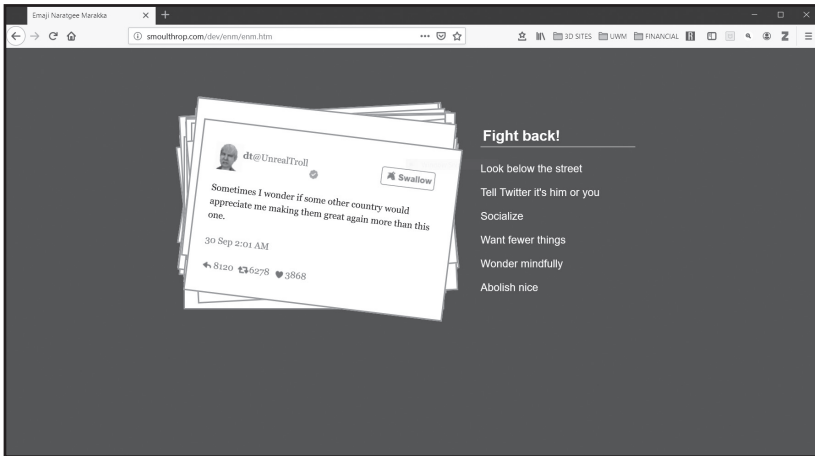 Emaji Naratgee Marakka
smoulthrop.com/dev/enm/enm.htm
3D SITES UWM FINANCIAL
dt@UnrealTroll
Swallow
Sometimes I wonder if some other country would
appreciate me making them great again more than this
one.
30 Sep 2:01 AM
8120 6278 3868
Fight back!
Look below the street
Tell Twitter it's him or you
Socialize
Want fewer things
Wonder mindfully
Abolish nice